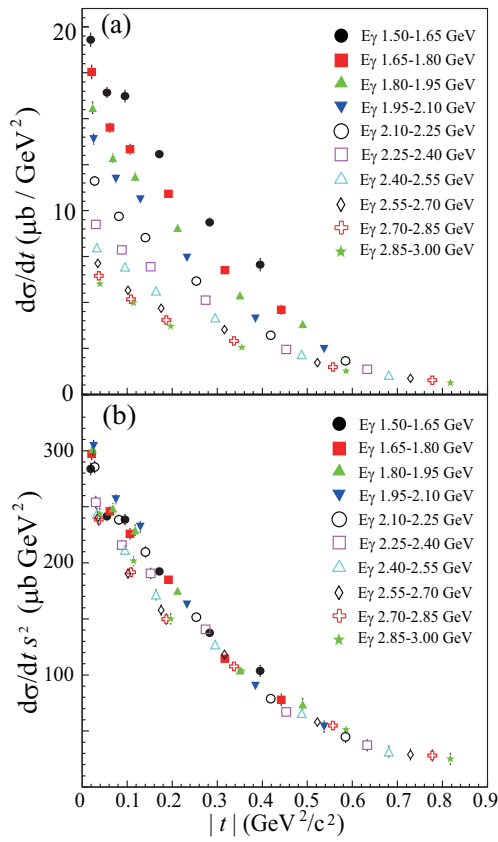 (a)
dσ/dt (μb / GeV²)
20
10
0
Eγ 1.50-1.65 GeV
Eγ 1.65-1.80 GeV
Eγ 1.80-1.95 GeV
Eγ 1.95-2.10 GeV
Eγ 2.10-2.25 GeV
Eγ 2.25-2.40 GeV
Eγ 2.40-2.55 GeV
Eγ 2.55-2.70 GeV
Eγ 2.70-2.85 GeV
Eγ 2.85-3.00 GeV
(b)
dσ/dt s² (μb GeV²)
300
200
100
Eγ 1.50-1.65 GeV
Eγ 1.65-1.80 GeV
Eγ 1.80-1.95 GeV
Eγ 1.95-2.10 GeV
Eγ 2.10-2.25 GeV
Eγ 2.25-2.40 GeV
Eγ 2.40-2.55 GeV
Eγ 2.55-2.70 GeV
Eγ 2.70-2.85 GeV
Eγ 2.85-3.00 GeV
0 0.1 0.2 0.3 0.4 0.5 0.6 0.7 0.8 0.9
| t | (GeV²/c²)